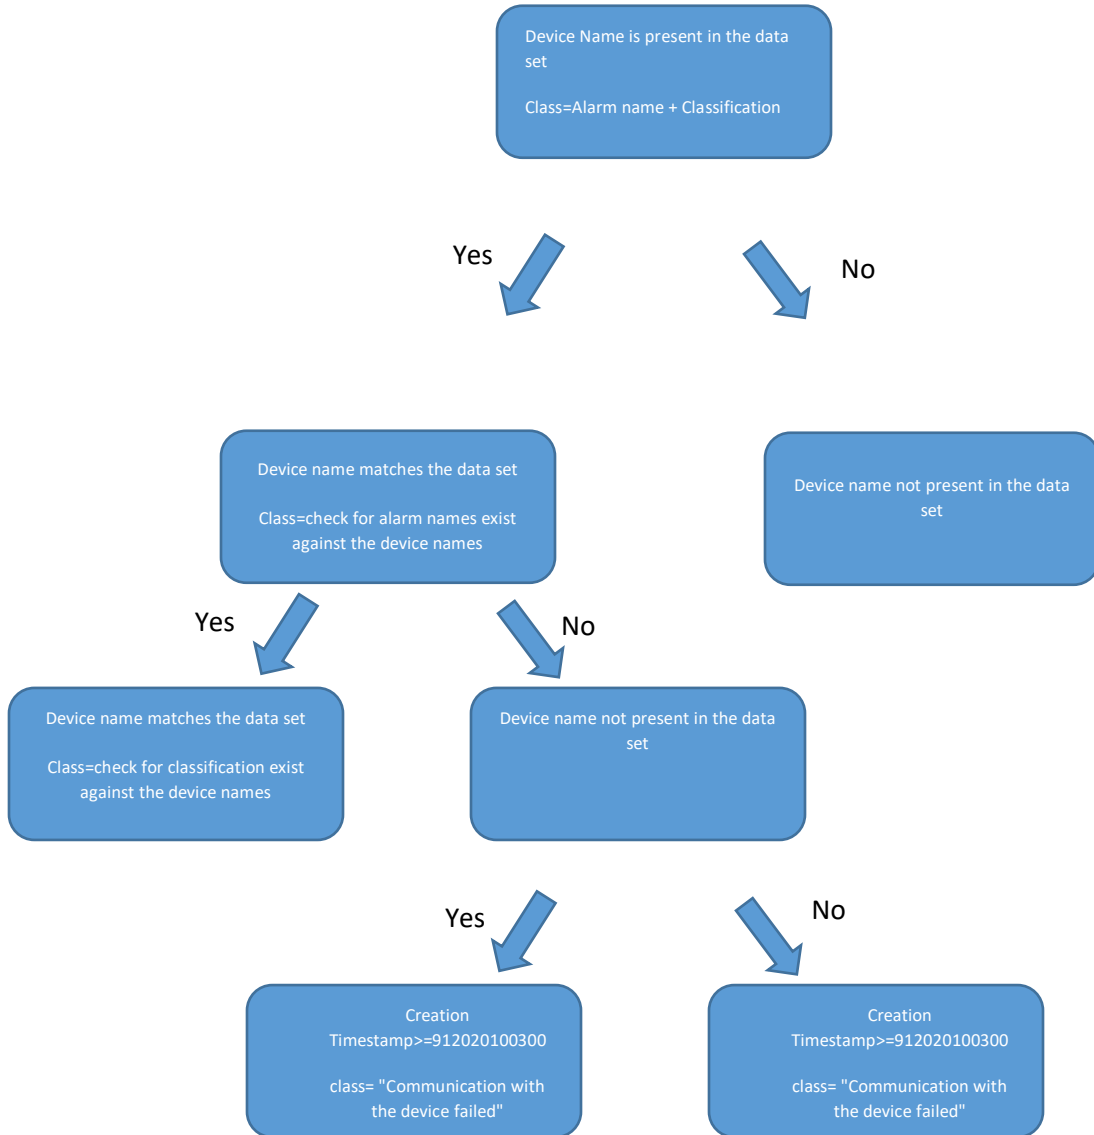 Device Name is present in the data
set
Class=Alarm name + Classification
Yes
No
Device name matches the data set
Class=check for alarm names exist
against the device names
Device name not present in the data
set
Yes
No
Device name matches the data set
Class=check for classification exist
against the device names
Device name not present in the data
set
Yes
No
Creation
Timestamp>=912020100300
class= "Communication with
the device failed"
Creation
Timestamp>=912020100300
class= "Communication with
the device failed"